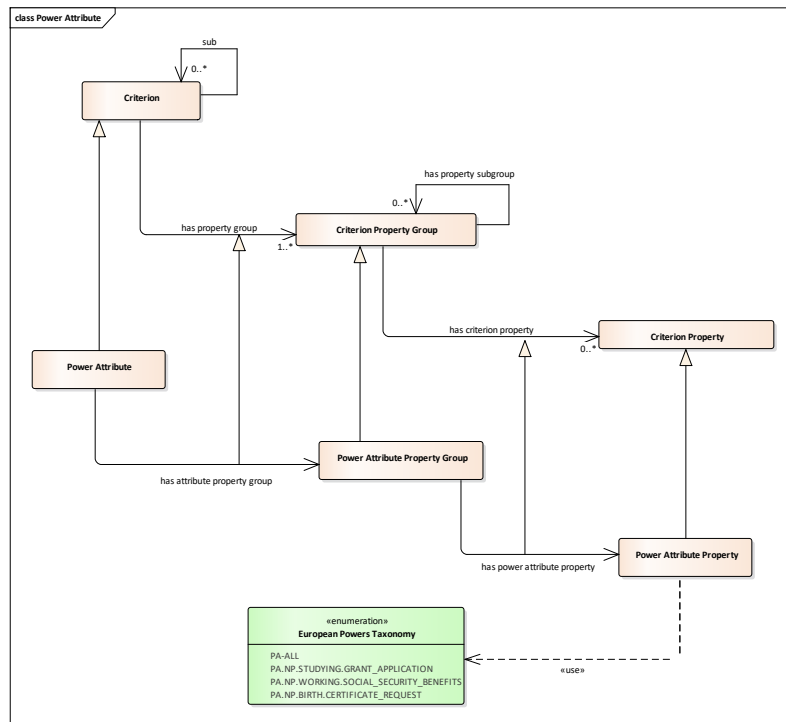 class Power Attribute
sub
0..*
Criterion
has property subgroup
0..*
has property group
Criterion Property Group
1..*
has criterion property
Criterion Property
0..*
Power Attribute
Power Attribute Property Group
has attribute property group
Power Attribute Property
has power attribute property
«enumeration»
European Powers Taxonomy
PA-ALL
PA.NP.STUDYING.GRANT_APPLICATION
PA.NP.WORKING.SOCIAL_SECURITY_BENEFITS
PA.NP.BIRTH.CERTIFICATE_REQUEST
«use»